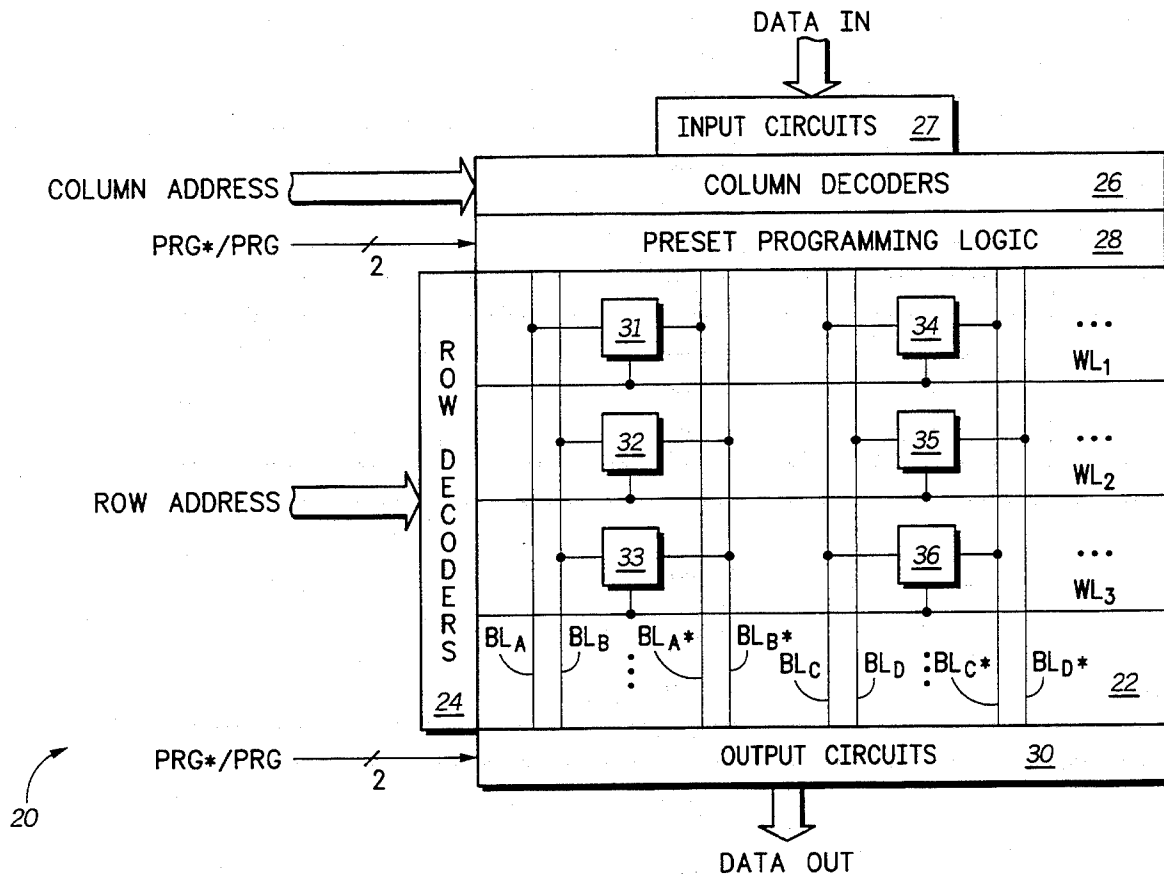 DATA IN
INPUT CIRCUITS 27
COLUMN ADDRESS
COLUMN DECODERS 26
PRG*/PRG
2
PRESET PROGRAMMING LOGIC 28
31
34
...
WL1
ROW DECODERS
32
35
...
WL2
ROW ADDRESS
33
36
...
WL3
BLA
BLB
BLA*
BLB*
BLC
BLD
BLC*
BLD*
22
24
PRG*/PRG
2
OUTPUT CIRCUITS 30
20
DATA OUT